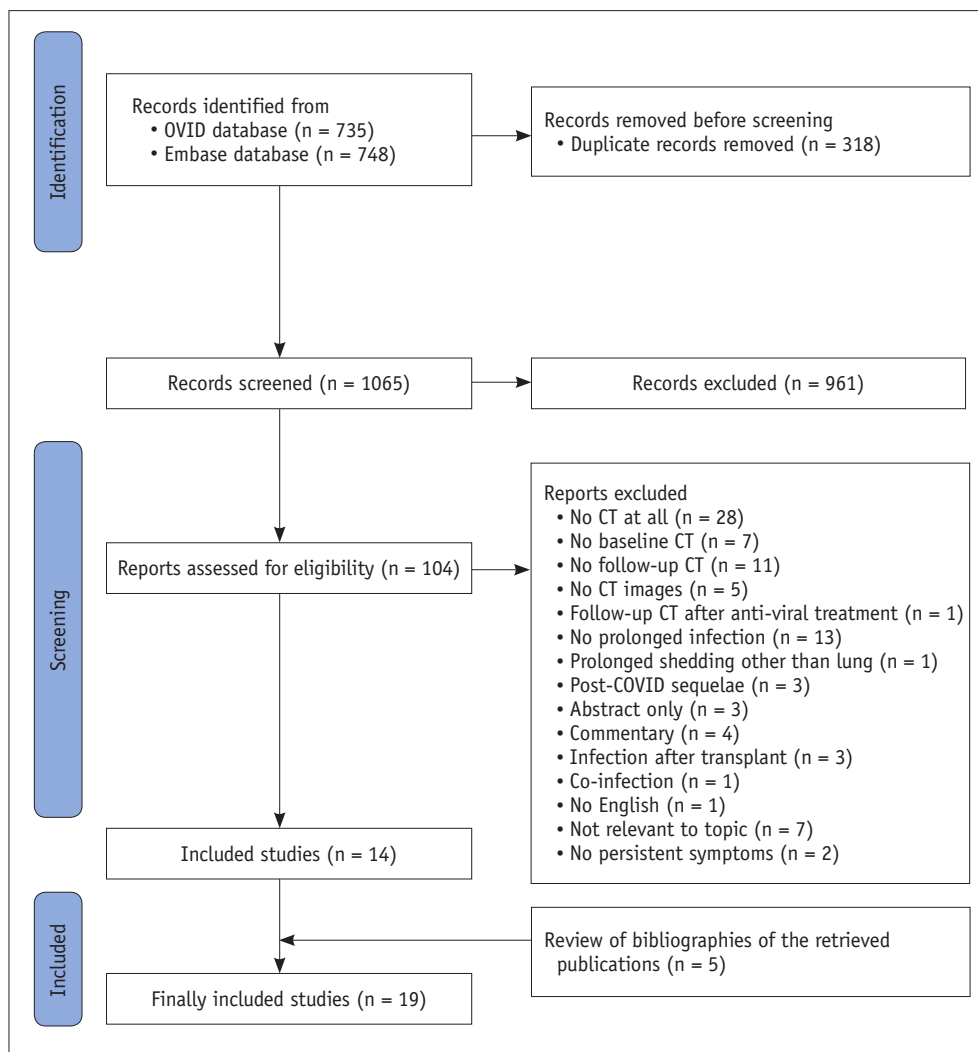 Identification
Records identified from
• OVID database (n = 735)
• Embase database (n = 748)
Records removed before screening
• Duplicate records removed (n = 318)
Records screened (n = 1065)
Records excluded (n = 961)
Screening
Reports assessed for eligibility (n = 104)
Reports excluded
• No CT at all (n = 28)
• No baseline CT (n = 7)
• No follow-up CT (n = 11)
• No CT images (n = 5)
• Follow-up CT after anti-viral treatment (n = 1)
• No prolonged infection (n = 13)
• Prolonged shedding other than lung (n = 1)
• Post-COVID sequelae (n = 3)
• Abstract only (n = 3)
• Commentary (n = 4)
• Infection after transplant (n = 3)
• Co-infection (n = 1)
• No English (n = 1)
• Not relevant to topic (n = 7)
• No persistent symptoms (n = 2)
Included studies (n = 14)
Included
Review of bibliographies of the retrieved
publications (n = 5)
Finally included studies (n = 19)